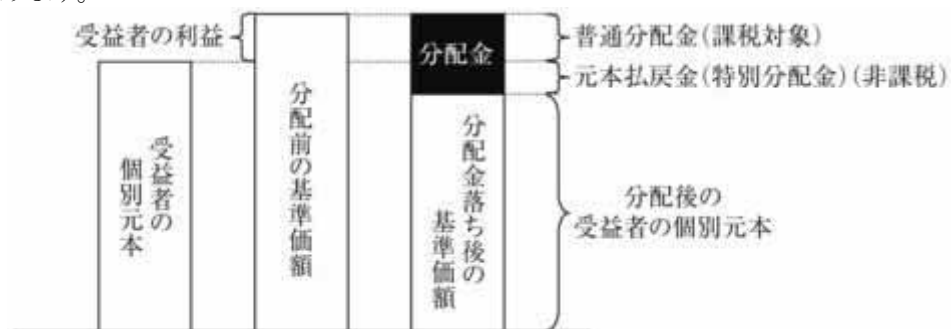 受益者の利益
分配金
普通分配金(課税対象)
元本払戻金(特別分配金)(非課税)
受益者の
個別元本
分配前の基準価額
分配金落ち後の
基準価額
分配後の
受益者の個別元本